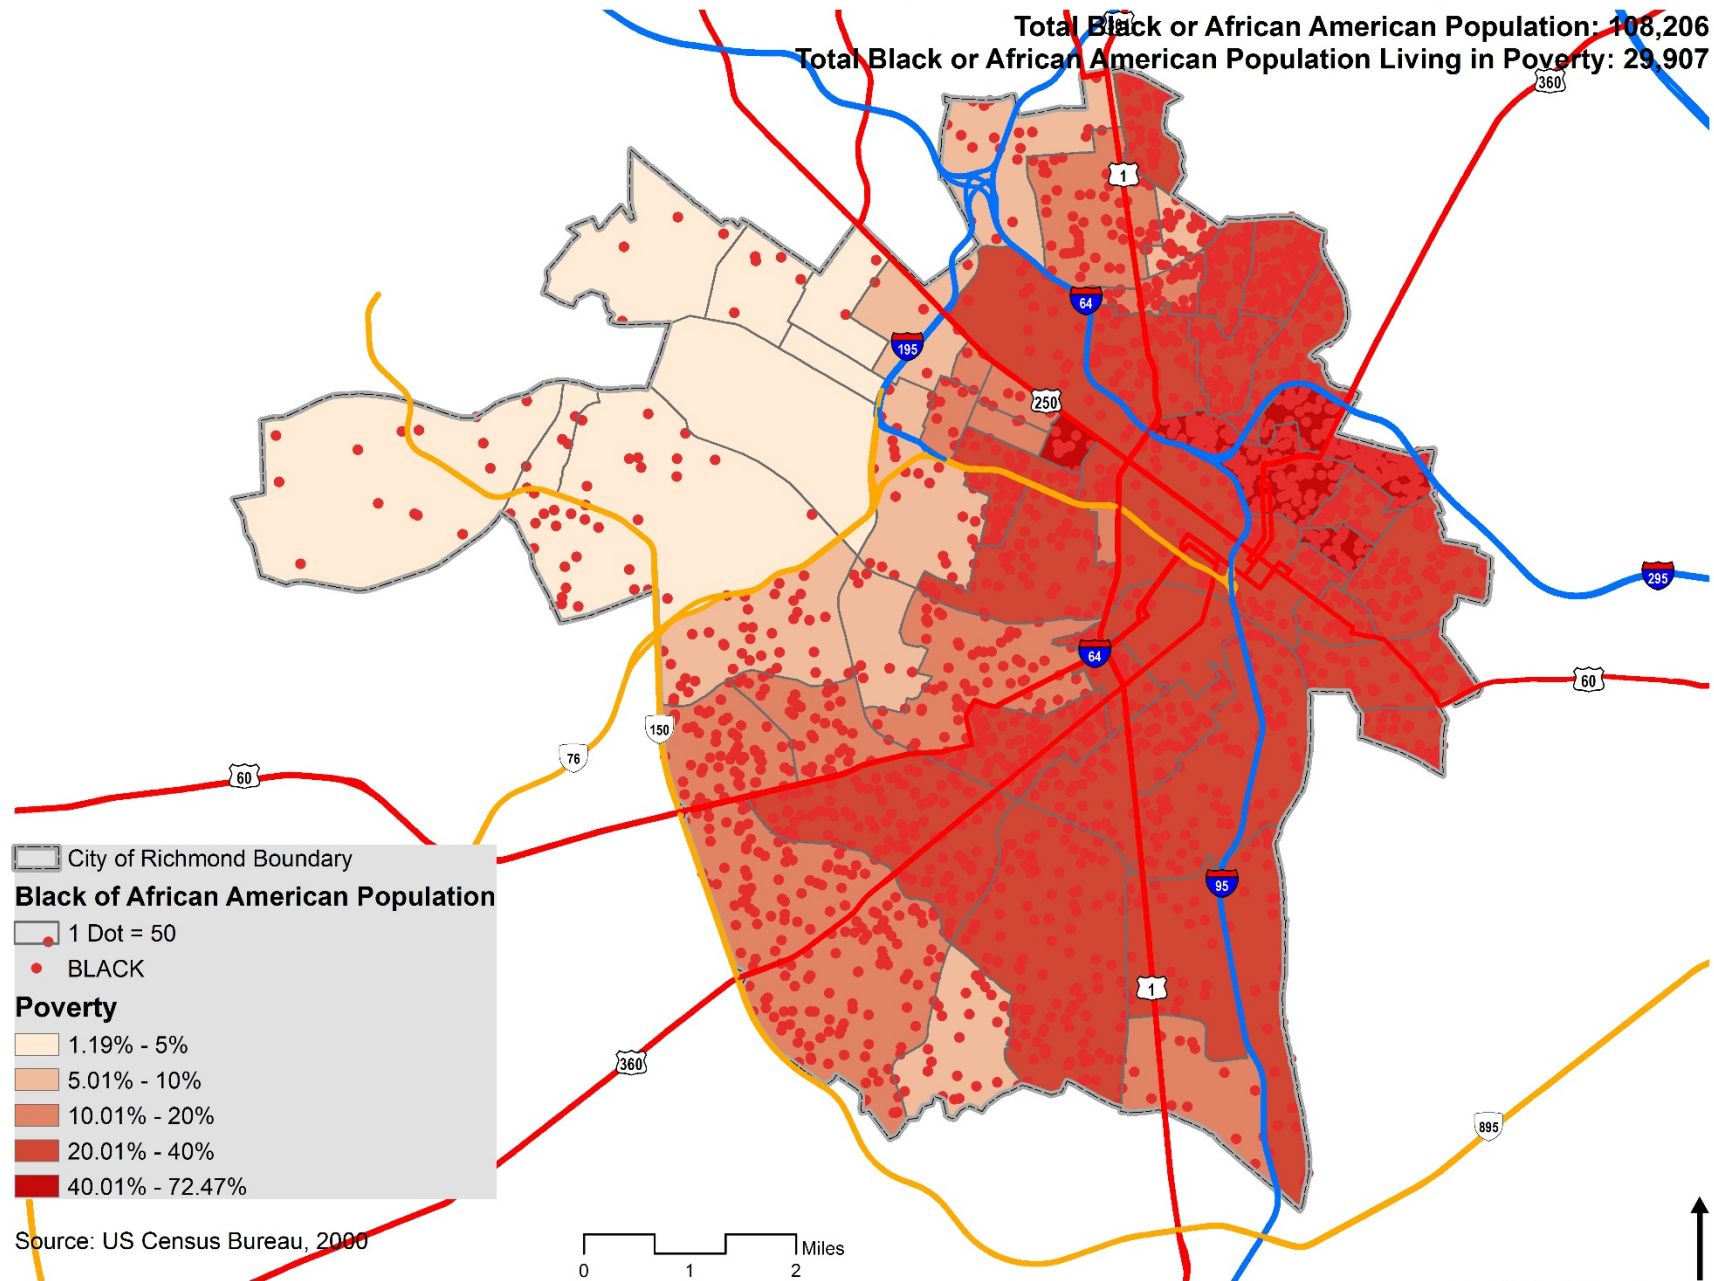 Total Black or African American Population: 108,206
Total Black or African American Population Living in Poverty: 29,907
360
1
64
195
250
295
64
60
150
76
60
95
1
360
895
City of Richmond Boundary
Black of African American Population
1 Dot = 50
BLACK
Poverty
1.19% - 5%
5.01% - 10%
10.01% - 20%
20.01% - 40%
40.01% - 72.47%
Source: US Census Bureau, 2000
Miles
0 1 2